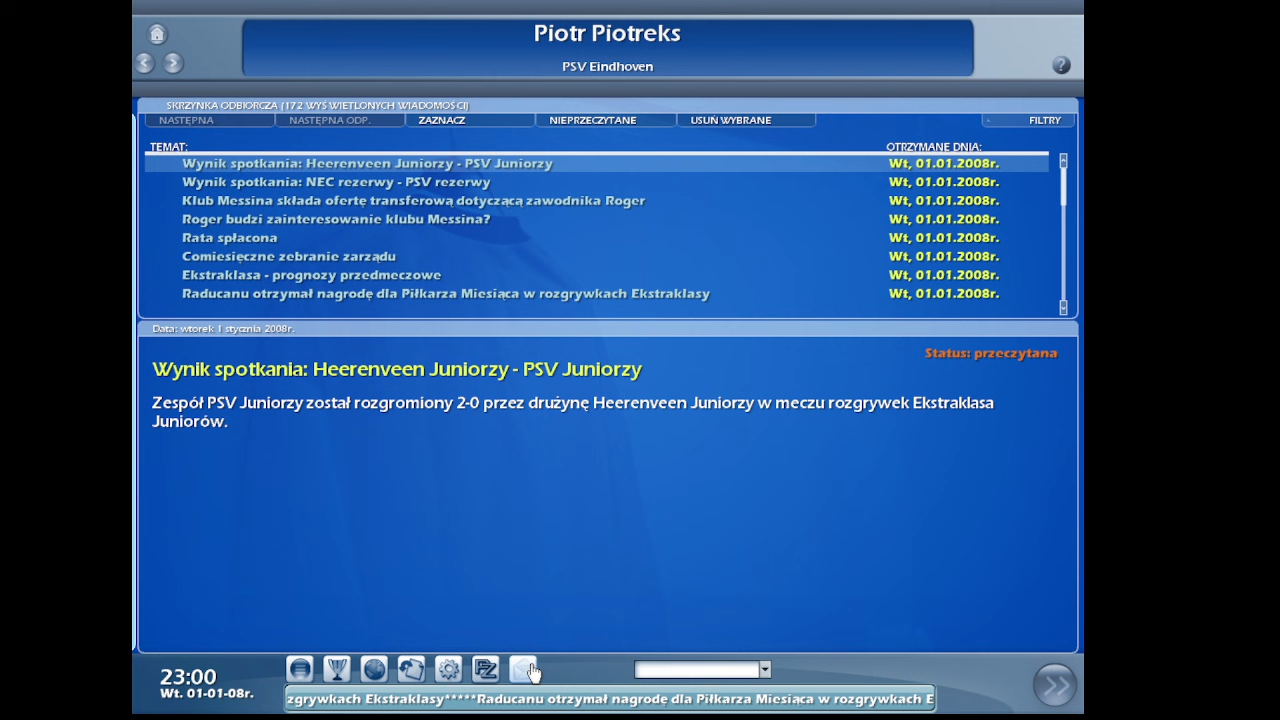 Piotr Piotreks
PSV Eindhoven
SKRZYNKA ODBIORCZA (172 WYŚWIETLONYCH WIADOMOŚCI)
NASTĘPNA NASTĘPNA ODP. ZAZNACZ NIEPRZECZYTANE USUŃ WYBRANE FILTRY
TEMAT: OTRZYMANE DNIA:
Wynik spotkania: Heerenveen Juniorzy - PSV Juniorzy Wt, 01.01.2008r.
Wynik spotkania: NEC rezerwy - PSV rezerwy Wt, 01.01.2008r.
Klub Messina składa ofertę transferową dotyczącą zawodnika Roger Wt, 01.01.2008r.
Roger budzi zainteresowanie klubu Messina? Wt, 01.01.2008r.
Rata spłacona Wt, 01.01.2008r.
Comiesięczne zebranie zarządu Wt, 01.01.2008r.
Ekstraklasa - prognozy przedmeczowe Wt, 01.01.2008r.
Raducanu otrzymał nagrodę dla Piłkarza Miesiąca w rozgrywkach Ekstraklasy Wt, 01.01.2008r.
Data: wtorek 1 stycznia 2008r.
Status: przeczytana
Wynik spotkania: Heerenveen Juniorzy - PSV Juniorzy
Zespół PSV Juniorzy został rozgromiony 2-0 przez drużynę Heerenveen Juniorzy w meczu rozgrywek Ekstraklasa
Juniorów.
23:00
Wt. 01-01-08r.
zgrywkach Ekstraklasy*****Raducanu otrzymał nagrodę dla Piłkarza Miesiąca w rozgrywkach E